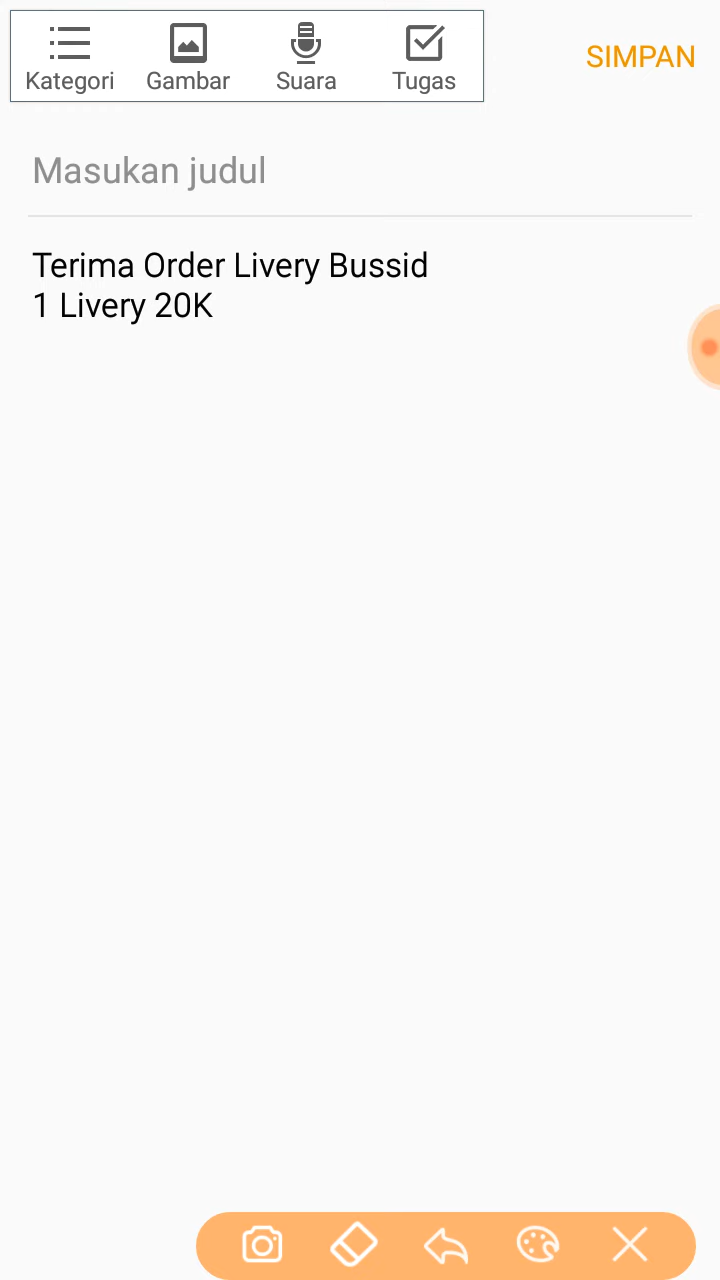 Kategori Gambar Suara Tugas
SIMPAN
Masukan judul
Terima Order Livery Bussid
1 Livery 20K